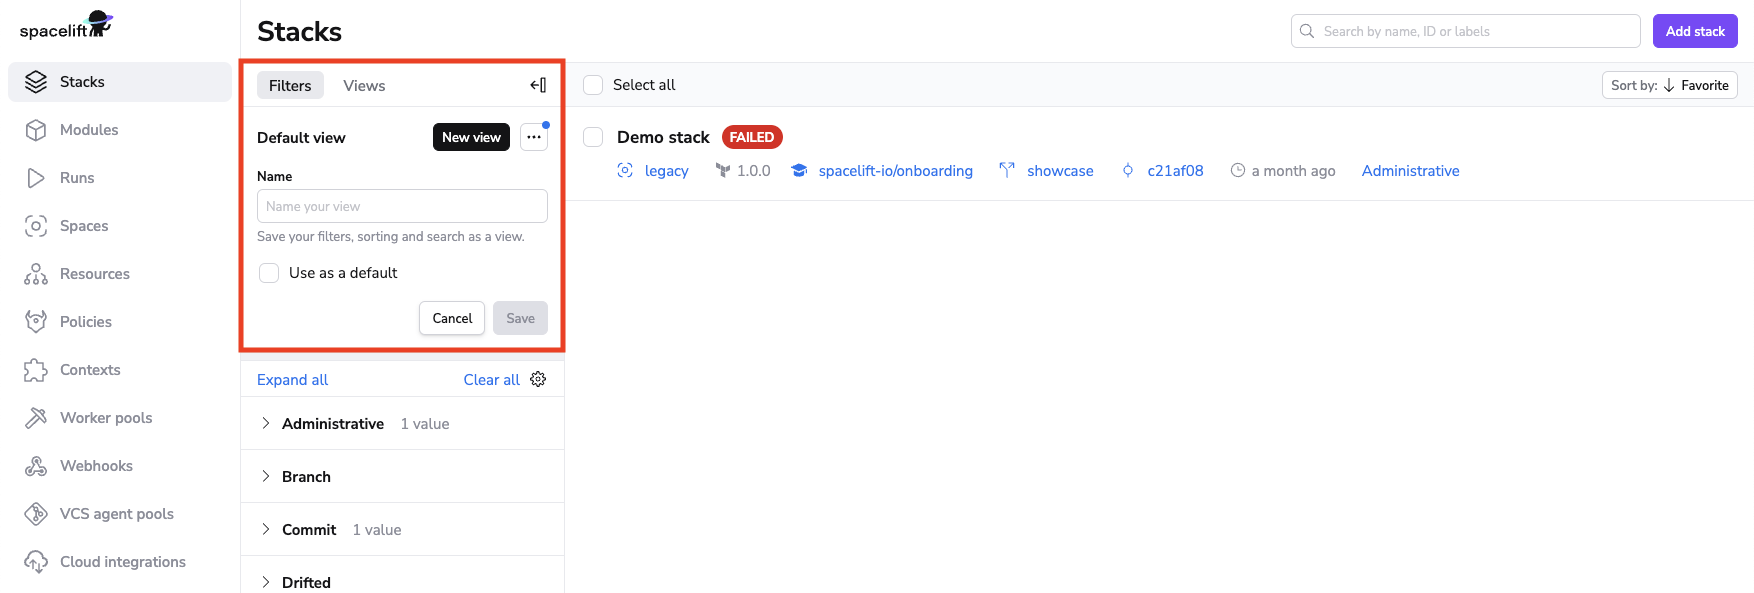 spacelift
Stacks
Search by name, ID or labels
Add stack
Stacks
Modules
Runs
Spaces
Resources
Policies
Contexts
Worker pools
Webhooks
VCS agent pools
Cloud integrations
Filters Views
Default view New view ...
Name
Name your view
Save your filters, sorting and search as a view.
Use as a default
Cancel Save
Expand all Clear all
Administrative 1 value
Branch
Commit 1 value
Drifted
Select all
Sort by: Favorite
Demo stack FAILED
legacy 1.0.0 spacelift-io/onboarding showcase c21af08 a month ago Administrative